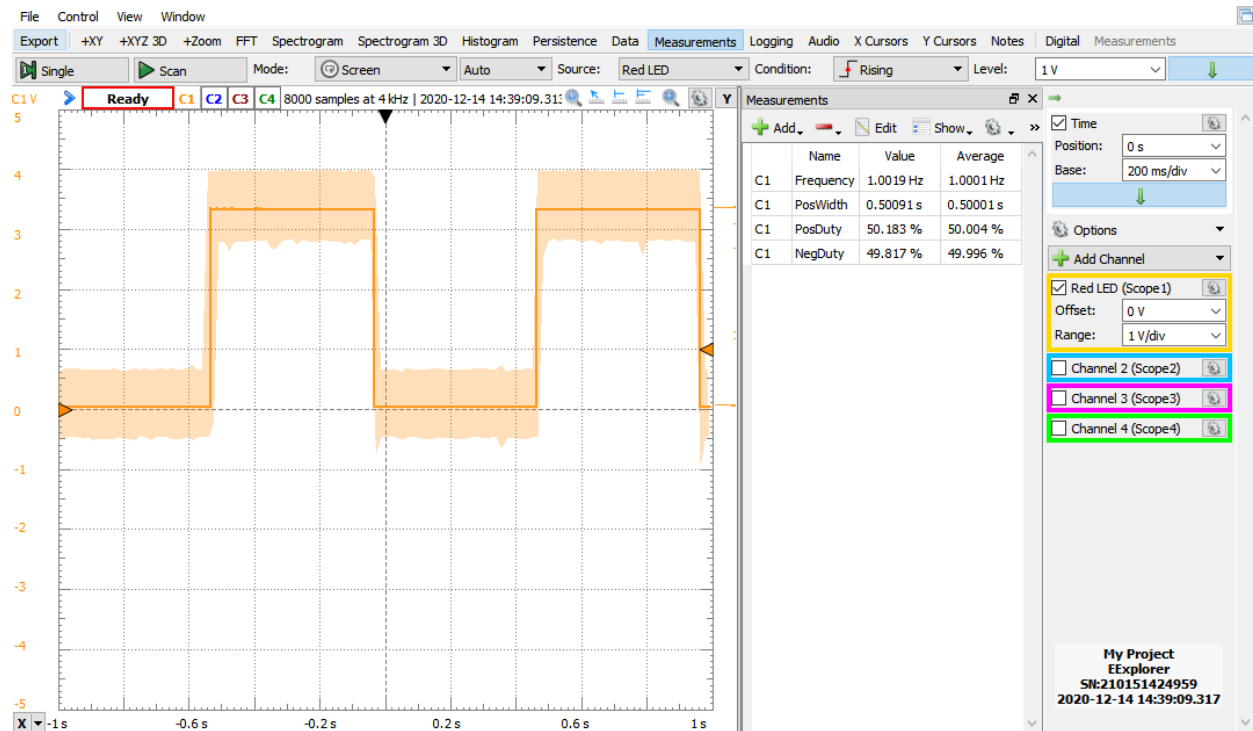 File Control View Window
Export +XY +XYZ 3D +Zoom FFT Spectrogram Spectrogram 3D Histogram Persistence Data Measurements Logging Audio X Cursors Y Cursors Notes Digital Measurements
Single Scan Mode: Screen Auto Source: Red LED Condition: Rising Level: 1 V
C1 V Ready C1 C2 C3 C4 8000 samples at 4 kHz | 2020-12-14 14:39:09.31 Y
5
4
3
2
1
0
-1
-2
-3
-4
-5
X -1 s -0.6 s -0.2 s 0.2 s 0.6 s 1 s
Measurements
Add Edit Show »
Name Value Average
C1 Frequency 1.0019 Hz 1.0001 Hz
C1 PosWidth 0.50091 s 0.50001 s
C1 PosDuty 50.183 % 50.004 %
C1 NegDuty 49.817 % 49.996 %
Time
Position: 0 s
Base: 200 ms/div
Options
Add Channel
Red LED (Scope1)
Offset: 0 V
Range: 1 V/div
Channel 2 (Scope2)
Channel 3 (Scope3)
Channel 4 (Scope4)
My Project
EExplorer
SN:210151424959
2020-12-14 14:39:09.317